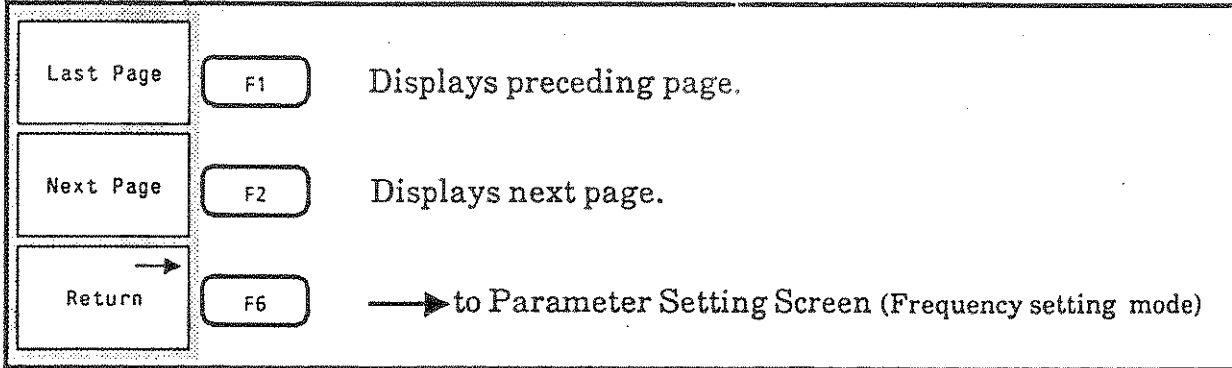 Last Page F1 Displays preceding page.
Next Page F2 Displays next page.
Return F6 to Parameter Setting Screen (Frequency setting mode)